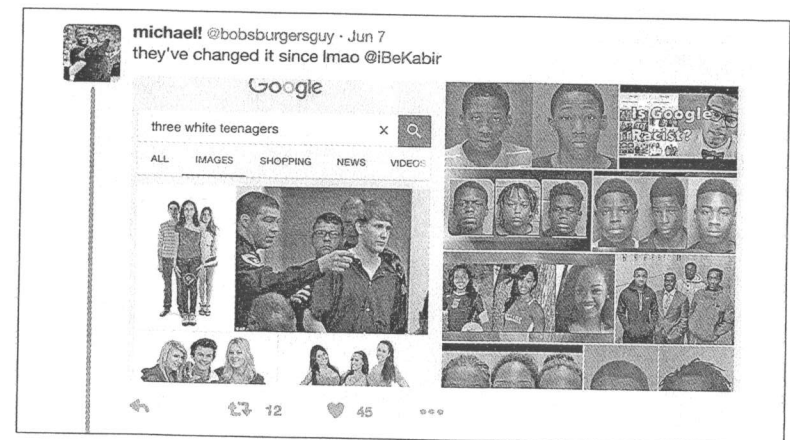 michael! @bobsburgersguy · Jun 7
they've changed it since lmao @iBeKabir
Google
three white teenagers
ALL IMAGES SHOPPING NEWS VIDEOS
Is Google
Racist?
12 45